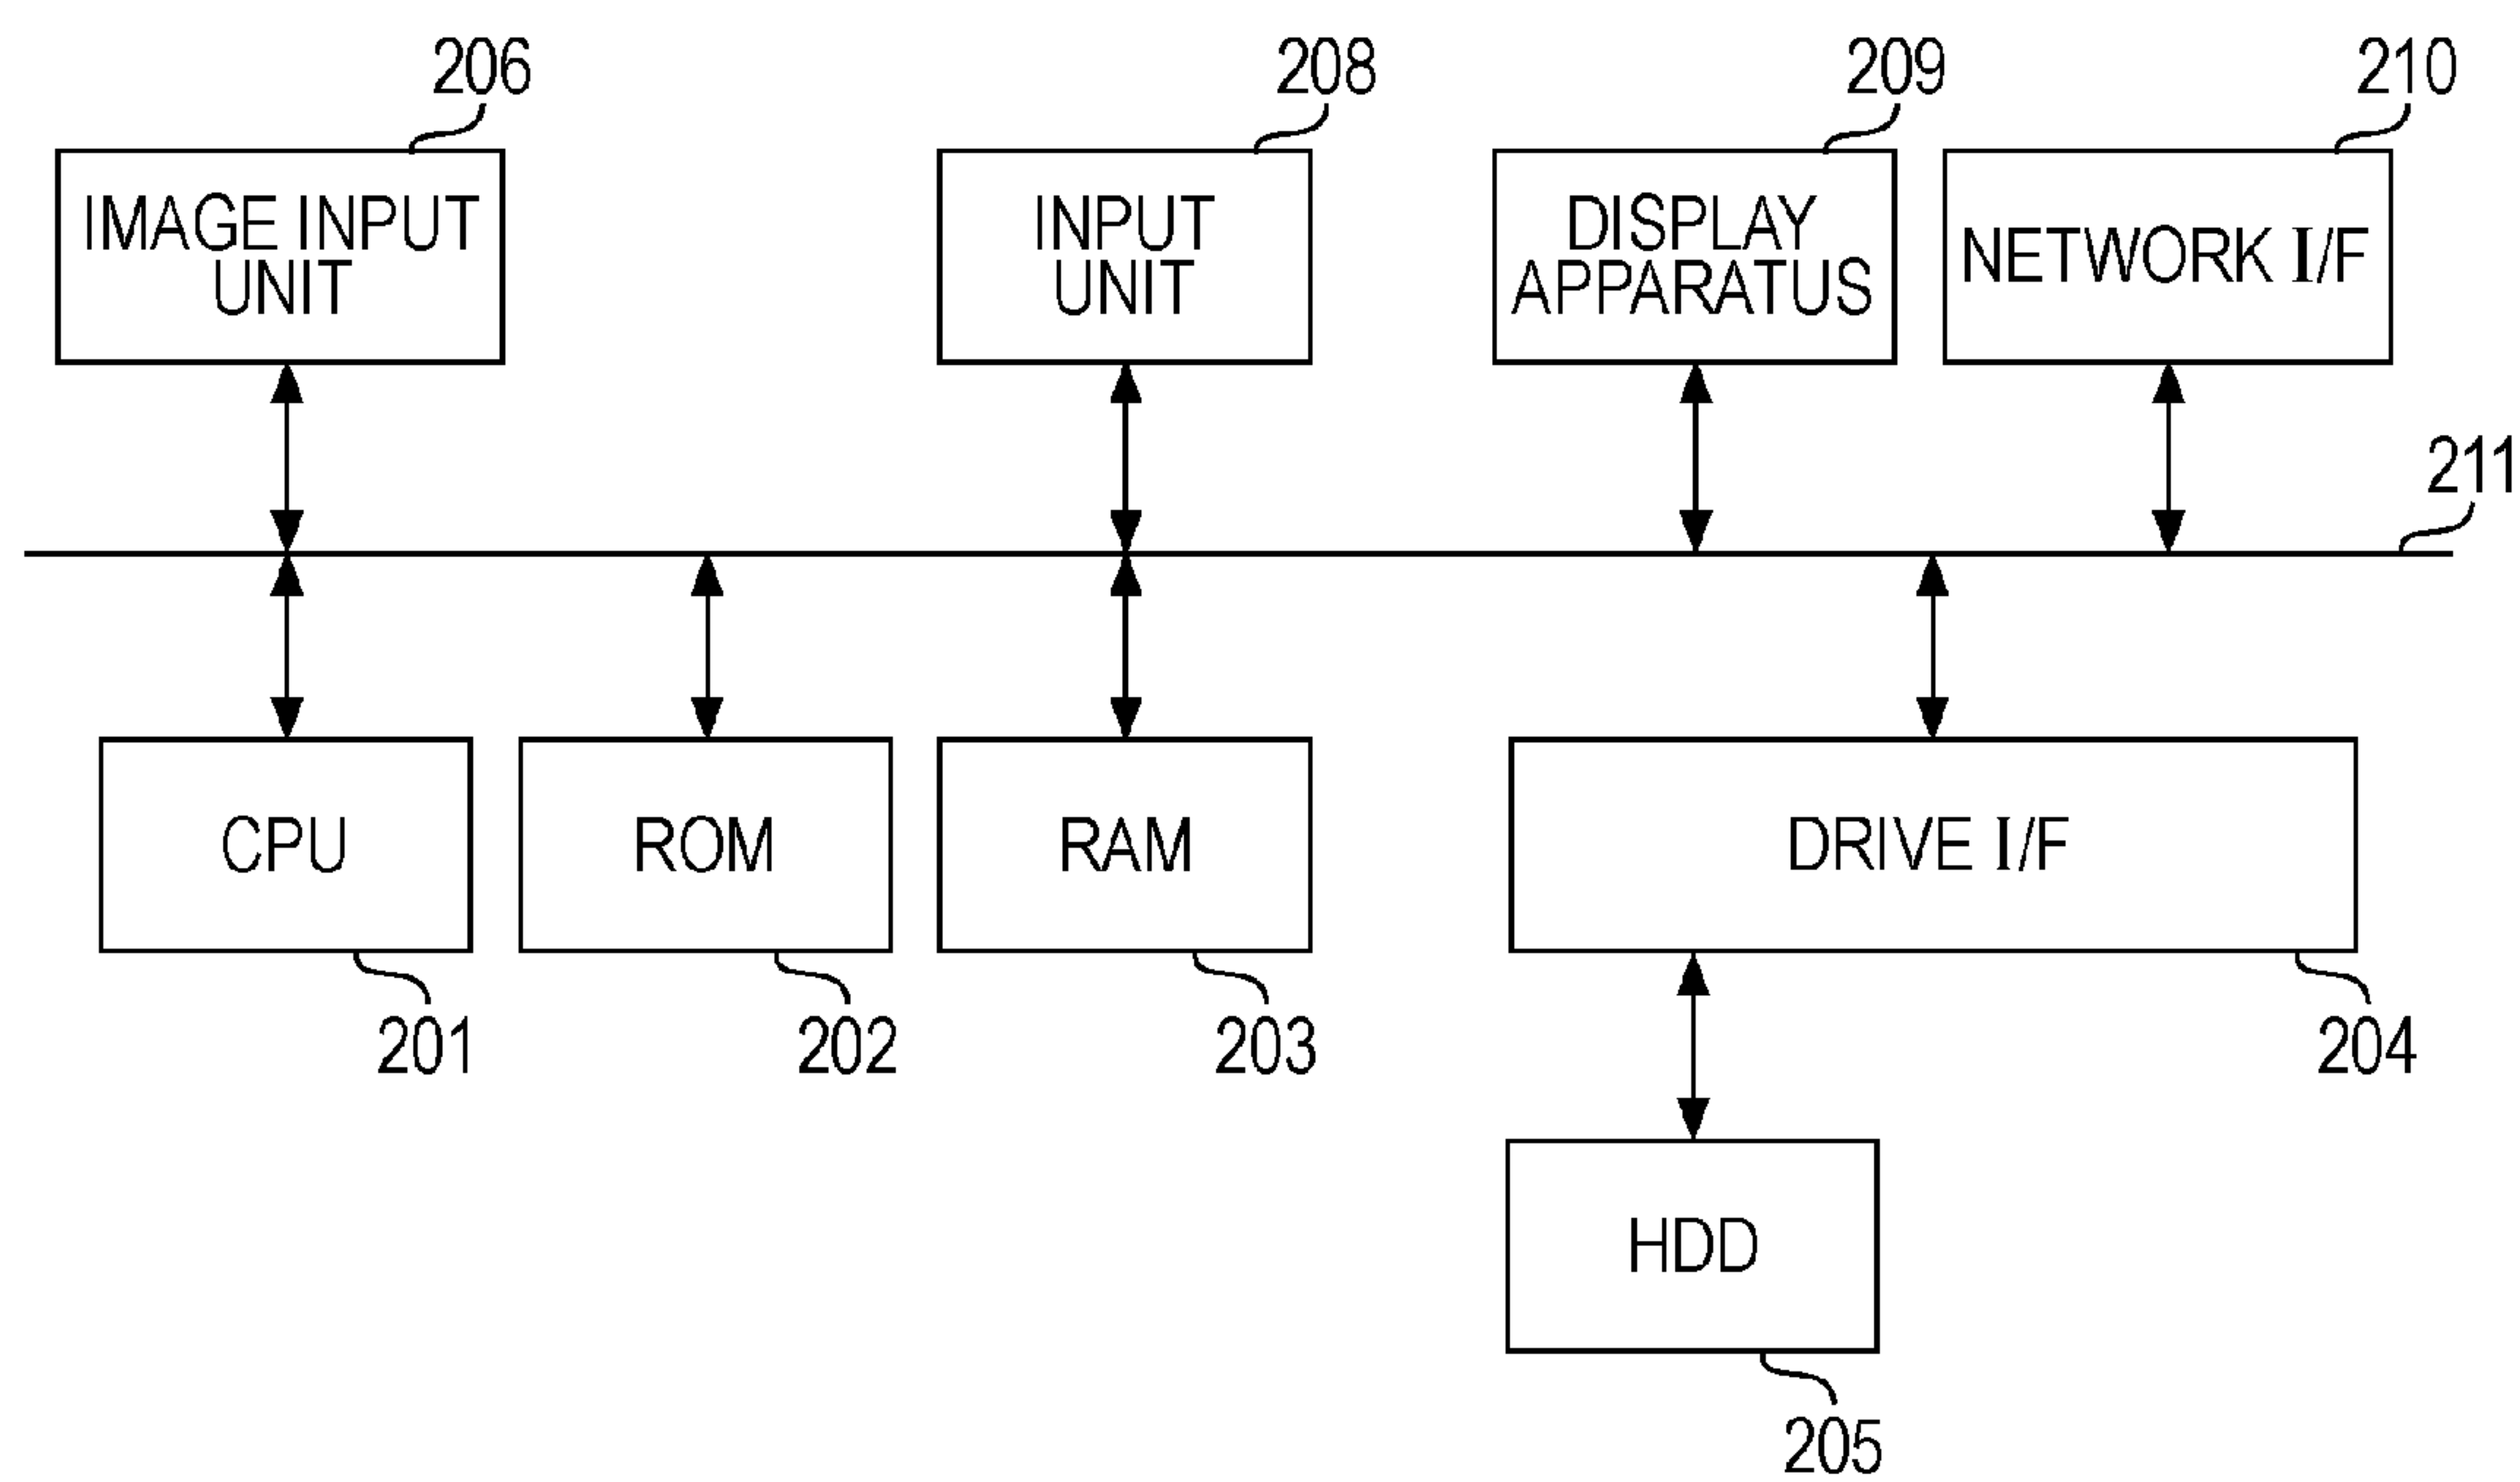 206
208
209
210
IMAGE INPUT
UNIT
INPUT
UNIT
DISPLAY
APPARATUS
NETWORK I/F
211
CPU
ROM
RAM
DRIVE I/F
201
202
203
204
HDD
205